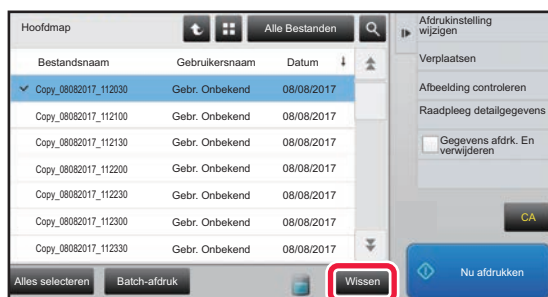 Hoofdmap
Alle Bestanden
Bestandsnaam Gebruikersnaam Datum
Copy_08082017_112030 Gebr. Onbekend 08/08/2017
Copy_08082017_112100 Gebr. Onbekend 08/08/2017
Copy_08082017_112130 Gebr. Onbekend 08/08/2017
Copy_08082017_112200 Gebr. Onbekend 08/08/2017
Copy_08082017_112230 Gebr. Onbekend 08/08/2017
Copy_08082017_112300 Gebr. Onbekend 08/08/2017
Copy_08082017_112330 Gebr. Onbekend 08/08/2017
Alles selecteren Batch-afdruk Wissen
Afdrukinstelling
wijzigen
Verplaatsen
Afbeelding controleren
Raadpleeg detailgegevens
Gegevens afdrk. En
verwijderen
CA
Nu afdrukken